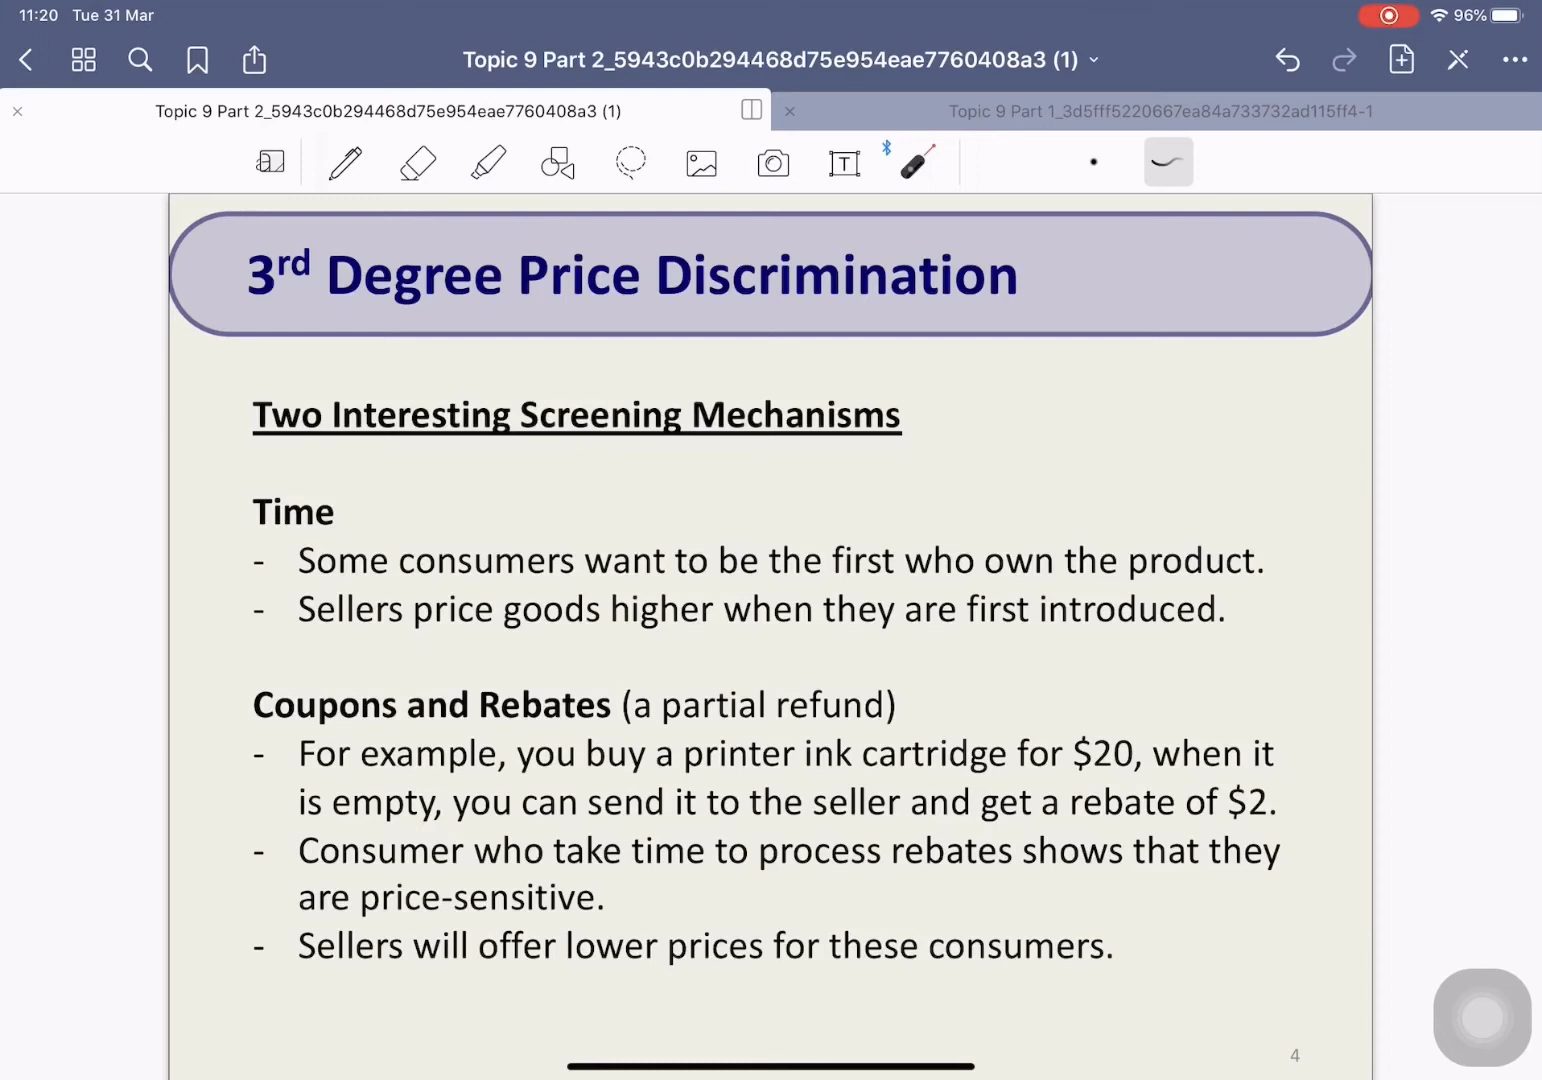 11:20 Tue 31 Mar
96%
Topic 9 Part 2_5943c0b294468d75e954eae7760408a3 (1)
Topic 9 Part 2_5943c0b294468d75e954eae7760408a3 (1)
Topic 9 Part 1_3d5fff5220667ea84a733732ad115ff4-1
3rd Degree Price Discrimination
Two Interesting Screening Mechanisms
Time
- Some consumers want to be the first who own the product.
- Sellers price goods higher when they are first introduced.
Coupons and Rebates (a partial refund)
- For example, you buy a printer ink cartridge for $20, when it
is empty, you can send it to the seller and get a rebate of $2.
- Consumer who take time to process rebates shows that they
are price-sensitive.
- Sellers will offer lower prices for these consumers.
4